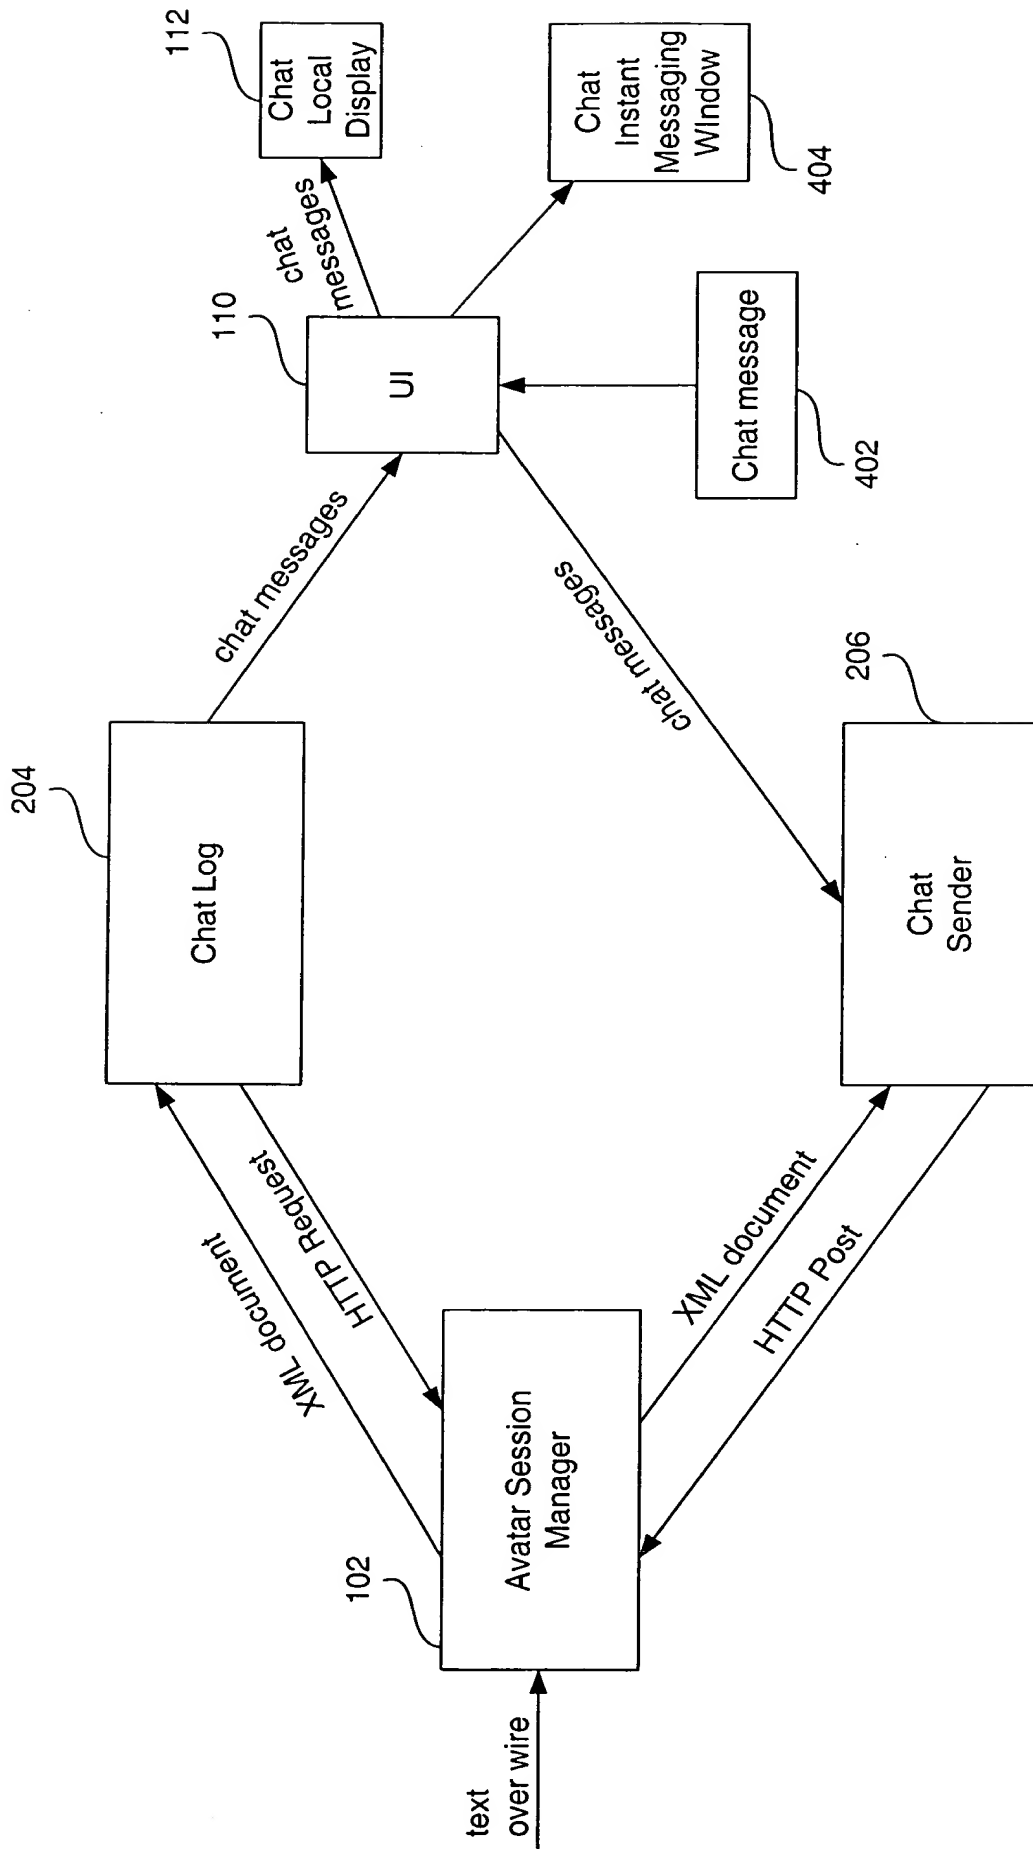 text
over wire
102
Avatar Session
Manager
XML document
HTTP Request
XML document
HTTP Post
204
Chat Log
206
Chat
Sender
chat messages
chat messages
110
UI
402
Chat message
chat
messages
112
Chat
Local
Display
404
Chat
Instant
Messaging
WIndow